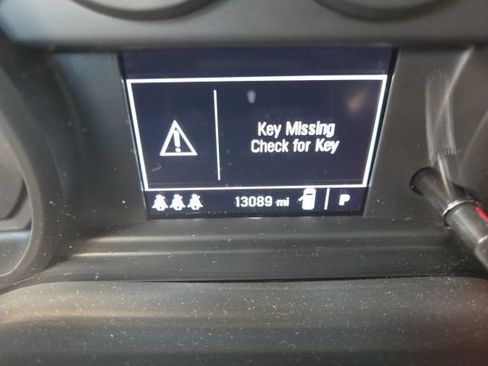 Key Missing
Check for Key
13089 mi
P